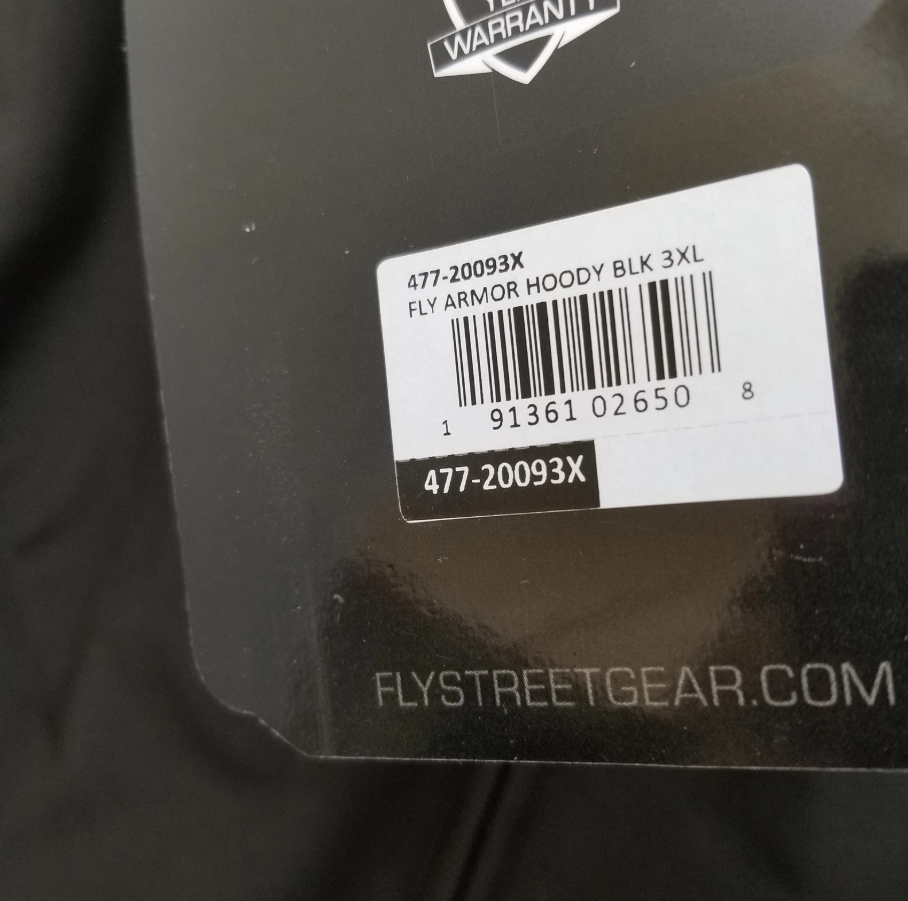 WARRANTY
477-20093X
FLY ARMOR HOODY BLK 3XL
1 91361 02650 8
477-20093X
FLYSTREETGEAR.COM